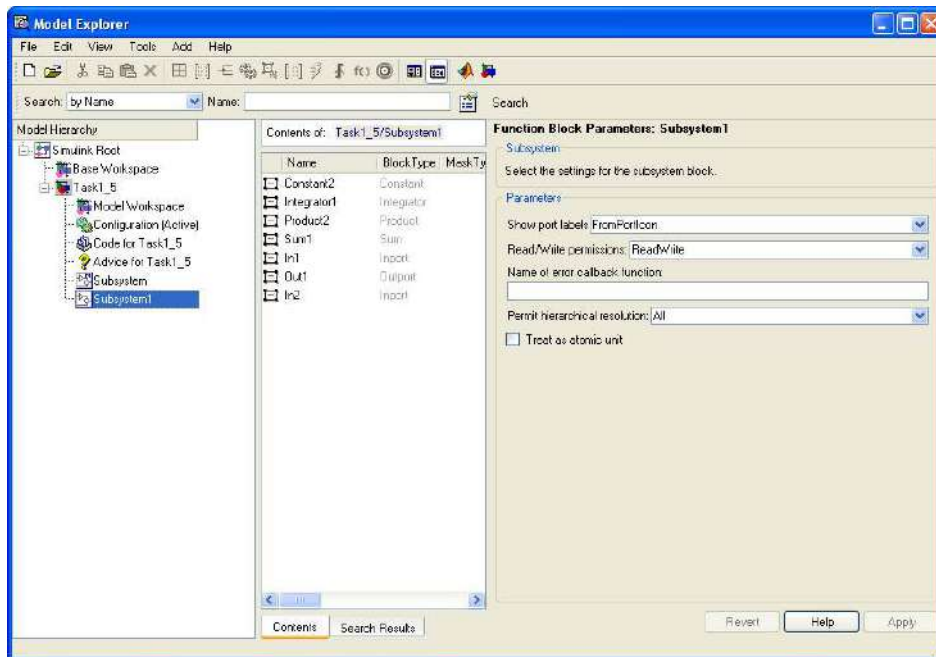 Model Explorer
File Edit View Tools Add Help
Search: by Name Name: Search
Model Hierarchy
Simulink Root
Base Workspace
Task1_5
Model Workspace
Configuration (Active)
Code for Task1_5
Advice for Task1_5
Subsystem
Subsystem1
Contents of: Task1_5/Subsystem1
Name BlockType MaskTy
Constant2 Constant
Integrator1 Integrator
Product2 Product
Sum1 Sum
In1 Inport
Out1 Outport
In2 Inport
Contents Search Results
Function Block Parameters: Subsystem1
Subsystem
Select the settings for the subsystem block.
Parameters
Show port labels FromPortIcon
Read/Write permissions: ReadWrite
Name of error callback function:
Permit hierarchical resolution: All
Treat as atomic unit
Revert Help Apply